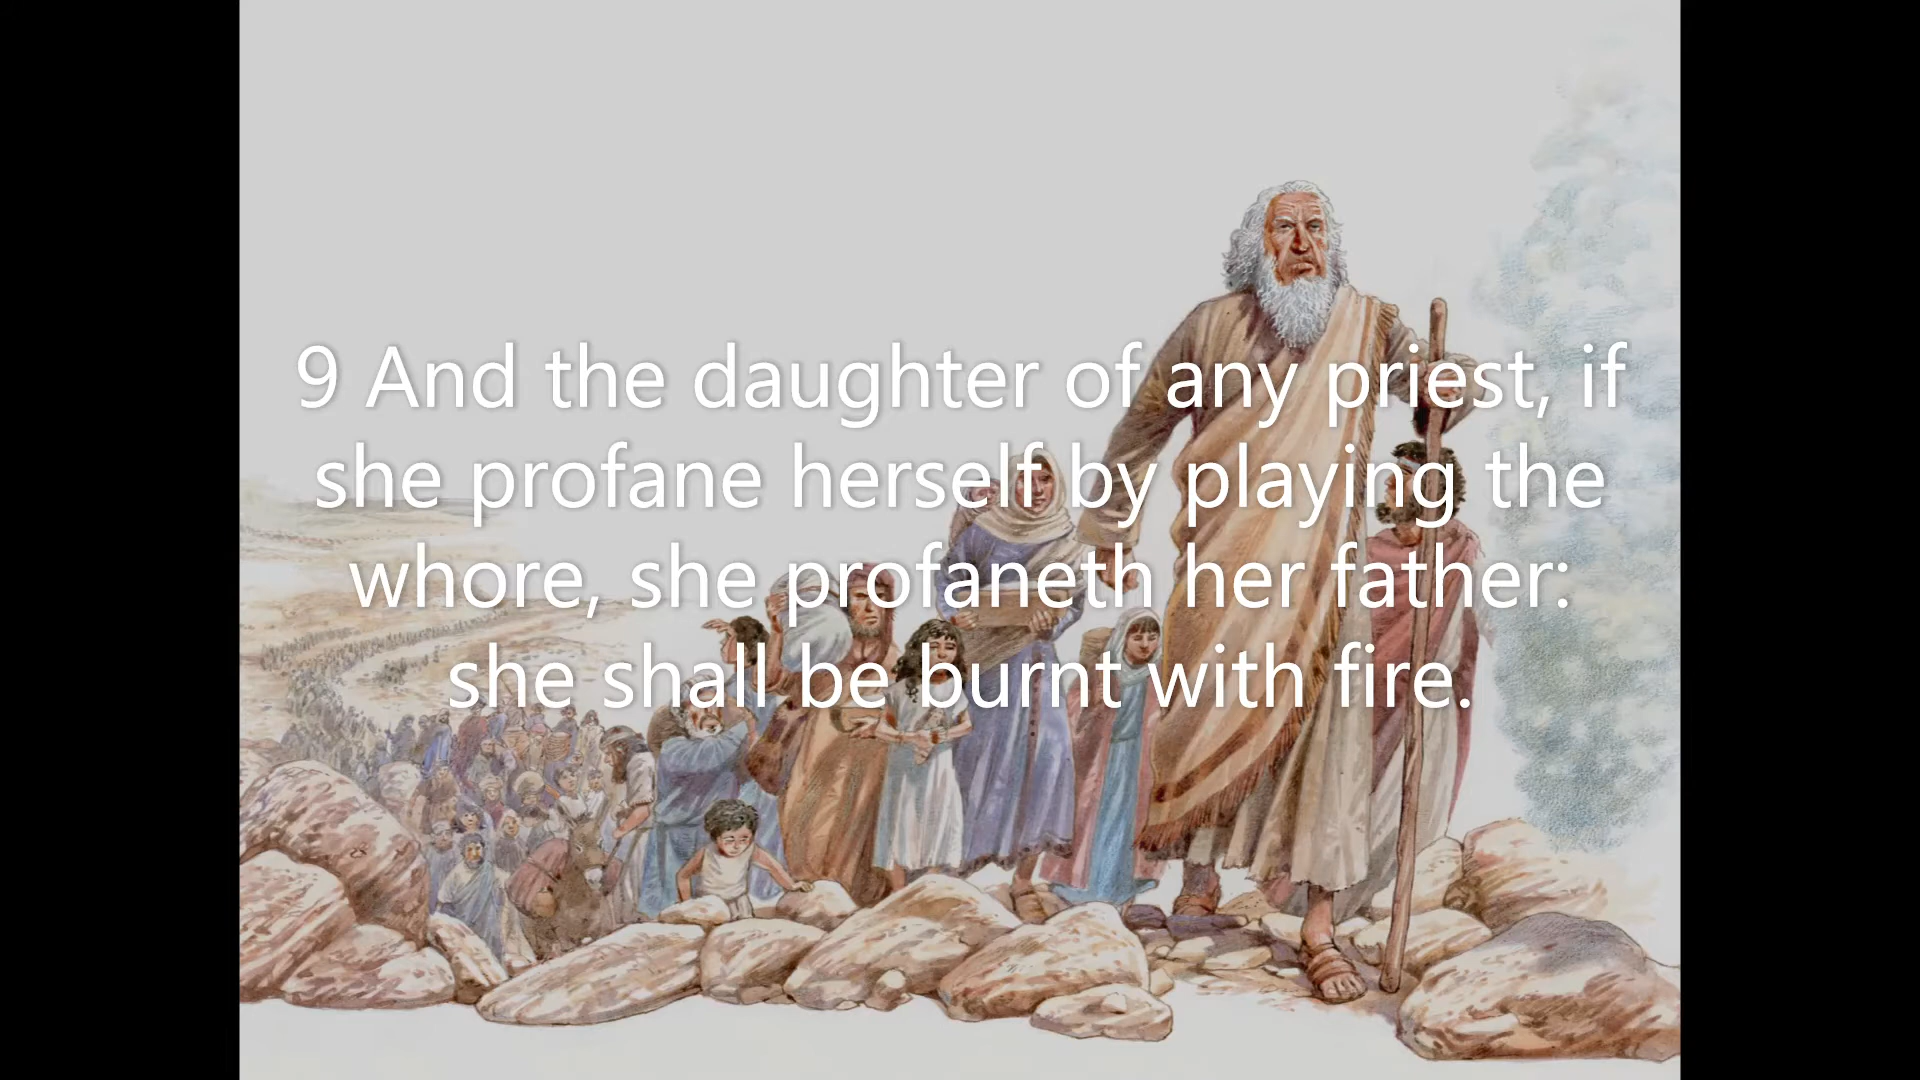 9 And the daughter of any priest, if
she profane herself by playing the
whore, she profaneth her father:
she shall be burnt with fire.